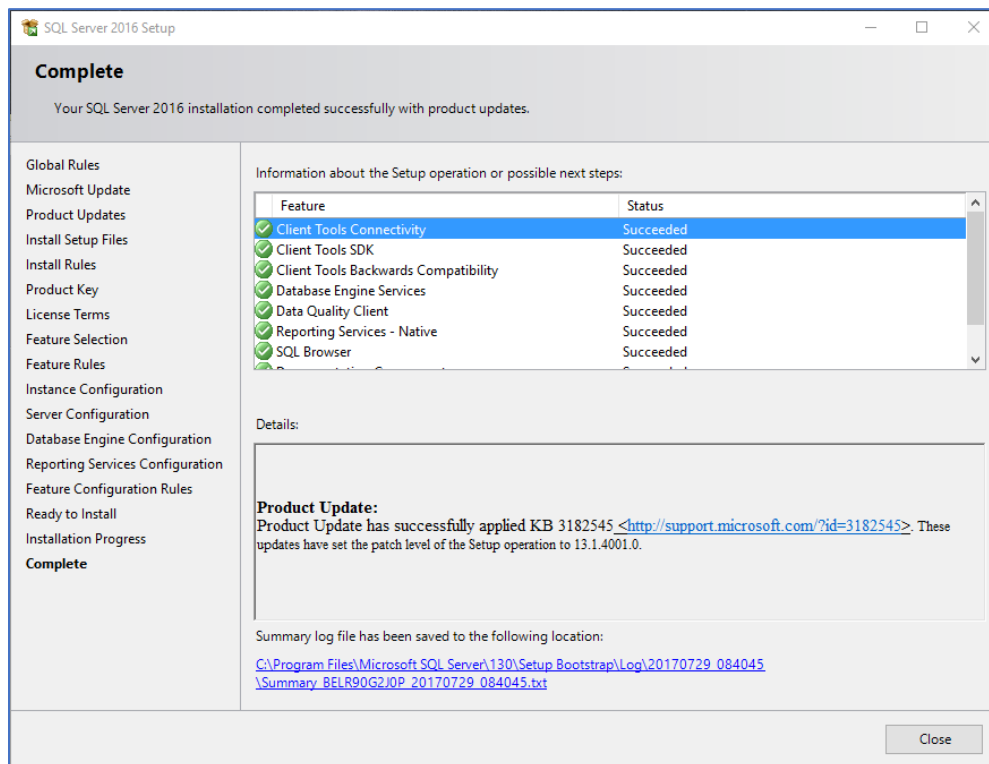 SQL Server 2016 Setup
Complete
Your SQL Server 2016 installation completed successfully with product updates.
Global Rules
Microsoft Update
Product Updates
Install Setup Files
Install Rules
Product Key
License Terms
Feature Selection
Feature Rules
Instance Configuration
Server Configuration
Database Engine Configuration
Reporting Services Configuration
Feature Configuration Rules
Ready to Install
Installation Progress
Complete
Information about the Setup operation or possible next steps:
Feature Status
Client Tools Connectivity Succeeded
Client Tools SDK Succeeded
Client Tools Backwards Compatibility Succeeded
Database Engine Services Succeeded
Data Quality Client Succeeded
Reporting Services - Native Succeeded
SQL Browser Succeeded
Details:
Product Update:
Product Update has successfully applied KB 3182545 <http://support.microsoft.com/?id=3182545>. These
updates have set the patch level of the Setup operation to 13.1.4001.0.
Summary log file has been saved to the following location:
C:\Program Files\Microsoft SQL Server\130\Setup Bootstrap\Log\20170729_084045
\Summary_BELR90G2J0P_20170729_084045.txt
Close